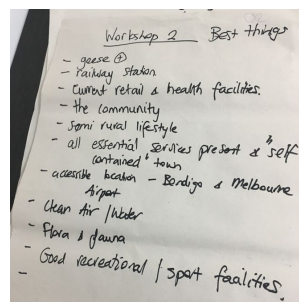 Workshop 2 Best things
- geese +
- railway station
- Current retail & health facilities.
- the community
- Semi rural lifestyle
- all essential services present & "self
contained" town
- accessible location - Bendigo & Melbourne
Airport
- Clean Air / Water
- Flora & fauna
- Good recreational / sport facilities.
-